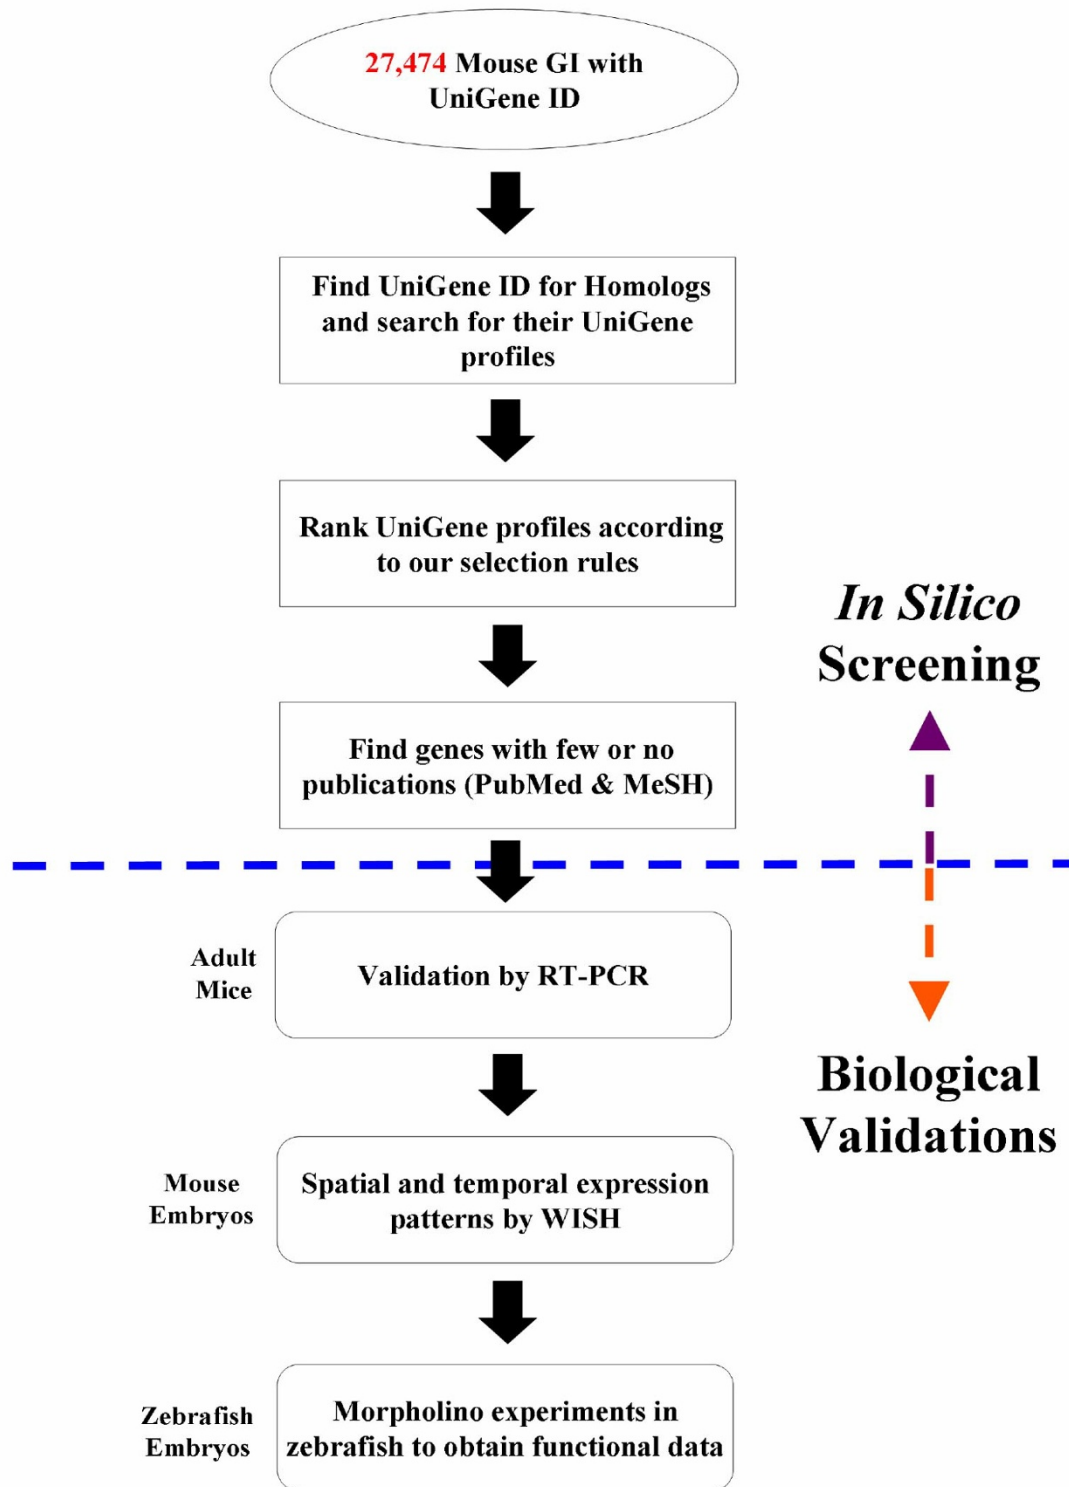 27,474 Mouse GI with
UniGene ID
Find UniGene ID for Homologs
and search for their UniGene
profiles
Rank UniGene profiles according
to our selection rules
In Silico
Screening
Find genes with few or no
publications (PubMed & MeSH)
Adult
Mice
Validation by RT-PCR
Biological
Validations
Mouse
Embryos
Spatial and temporal expression
patterns by WISH
Zebrafish
Embryos
Morpholino experiments in
zebrafish to obtain functional data